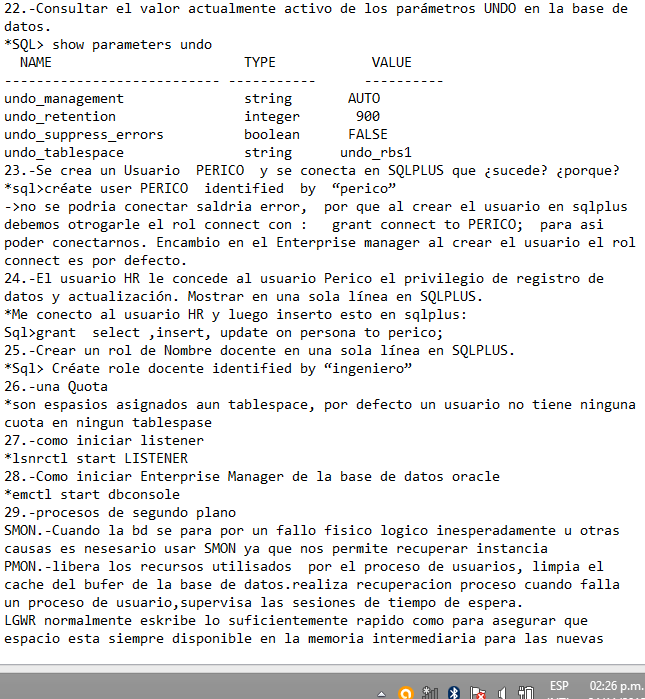 22.-Consultar el valor actualmente activo de los parámetros UNDO en la base de
datos.
*SQL> show parameters undo
NAME TYPE VALUE
--------------------------- ----------- ----------
undo_management string AUTO
undo_retention integer 900
undo_suppress_errors boolean FALSE
undo_tablespace string undo_rbs1
23.-Se crea un Usuario PERICO y se conecta en SQLPLUS que ¿sucede? ¿porque?
*sql>créate user PERICO identified by “perico”
->no se podria conectar saldria error, por que al crear el usuario en sqlplus
debemos otrogarle el rol connect con : grant connect to PERICO; para asi
poder conectarnos. Encambio en el Enterprise manager al crear el usuario el rol
connect es por defecto.
24.-El usuario HR le concede al usuario Perico el privilegio de registro de
datos y actualización. Mostrar en una sola línea en SQLPLUS.
*Me conecto al usuario HR y luego inserto esto en sqlplus:
Sql>grant select ,insert, update on persona to perico;
25.-Crear un rol de Nombre docente en una sola línea en SQLPLUS.
*Sql> Créate role docente identified by “ingeniero”
26.-una Quota
*son espasios asignados aun tablespace, por defecto un usuario no tiene ninguna
cuota en ningun tablespase
27.-como iniciar listener
*lsnrctl start LISTENER
28.-Como iniciar Enterprise Manager de la base de datos oracle
*emctl start dbconsole
29.-procesos de segundo plano
SMON.-Cuando la bd se para por un fallo fisico logico inesperadamente u otras
causas es nesesario usar SMON ya que nos permite recuperar instancia
PMON.-libera los recursos utilisados por el proceso de usuarios, limpia el
cache del bufer de la base de datos.realiza recuperacion proceso cuando falla
un proceso de usuario,supervisa las sesiones de tiempo de espera.
LGWR normalmente eskribe lo suficientemente rapido como para asegurar que
espacio esta siempre disponible en la memoria intermediaria para las nuevas
ESP 02:26 p.m.